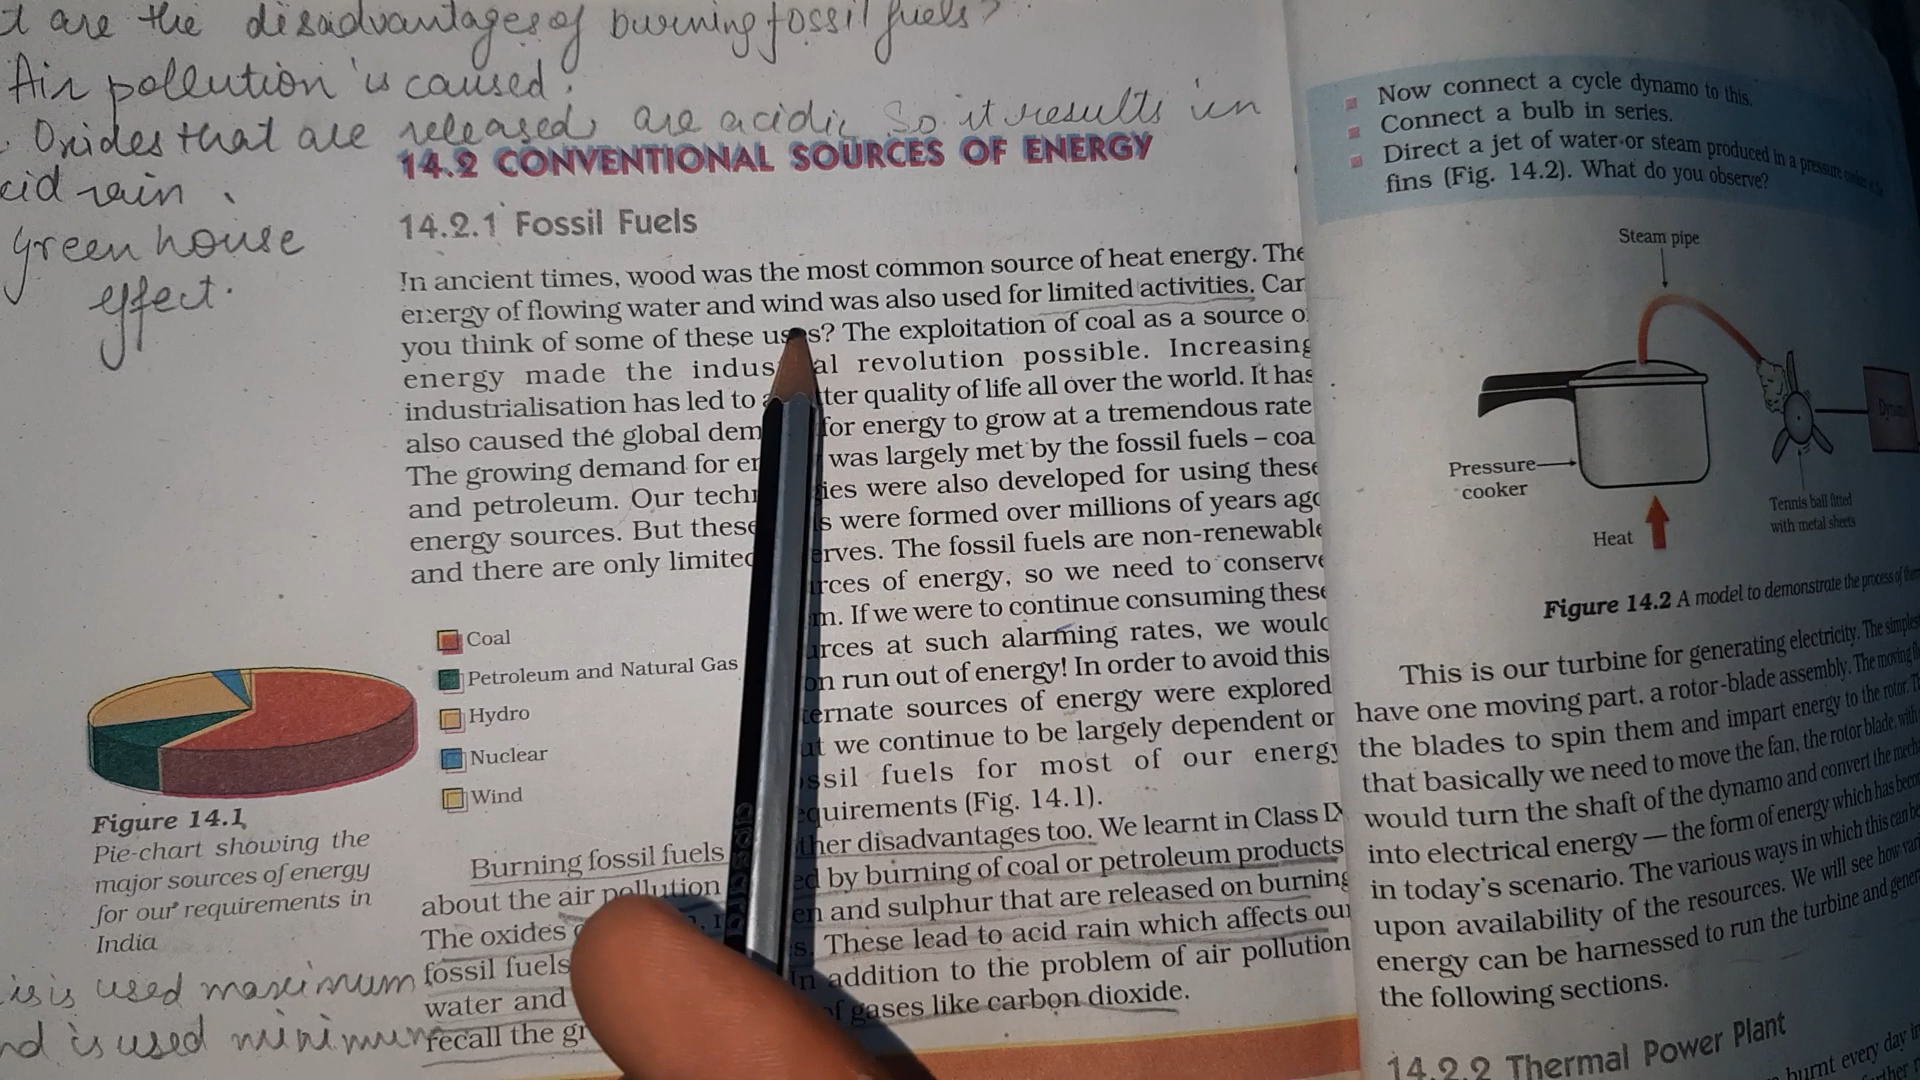 are the disadvantages of burning fossil fuels?
Air pollution is caused.
Oxides that are released are acidic so it results in
rain.
Green house
effect.
14.2 CONVENTIONAL SOURCES OF ENERGY
14.2.1 Fossil Fuels
In ancient times, wood was the most common source of heat energy. The
energy of flowing water and wind was also used for limited activities. Can
you think of some of these uses? The exploitation of coal as a source
energy made the indus al revolution possible. Increasing
industrialisation has led to tter quality of life all over the world. It has
also caused the global dem for energy to grow at a tremendous rate
The growing demand for er was largely met by the fossil fuels – coa
and petroleum. Our techn ies were also developed for using these
energy sources. But these s were formed over millions of years ago
and there are only limited erves. The fossil fuels are non-renewable
rces of energy, so we need to conserve
m. If we were to continue consuming these
urces at such alarming rates, we would
on run out of energy! In order to avoid this
ernate sources of energy were explored
ut we continue to be largely dependent on
ssil fuels for most of our energy
equirements (Fig. 14.1).
Coal
Petroleum and Natural Gas
Hydro
Nuclear
Wind
Figure 14.1
Pie-chart showing the
major sources of energy
for our requirements in
India
Burning fossil fuels ther disadvantages too. We learnt in Class IX
about the air pollution ed by burning of coal or petroleum products
The oxides en and sulphur that are released on burning
fossil fuels s. These lead to acid rain which affects our
water and In addition to the problem of air pollution
recall the gr of gases like carbon dioxide.
is is used maximum
nd is used minimum
Now connect a cycle dynamo to this.
Connect a bulb in series.
Direct a jet of water or steam produced in a pressure cooker
fins (Fig. 14.2). What do you observe?
Steam pipe
Pressure cooker
Heat
Tennis ball fitted
with metal sheets
Figure 14.2 A model to demonstrate the process of
This is our turbine for generating electricity. The simplest
have one moving part, a rotor-blade assembly. The moving
the blades to spin them and impart energy to the rotor.
that basically we need to move the fan, the rotor blade, with
would turn the shaft of the dynamo and convert the mech
into electrical energy — the form of energy which has beco
in today's scenario. The various ways in which this can be
upon availability of the resources. We will see how vari
energy can be harnessed to run the turbine and gener
the following sections.
14.2.2 Thermal Power Plant
burnt every day in